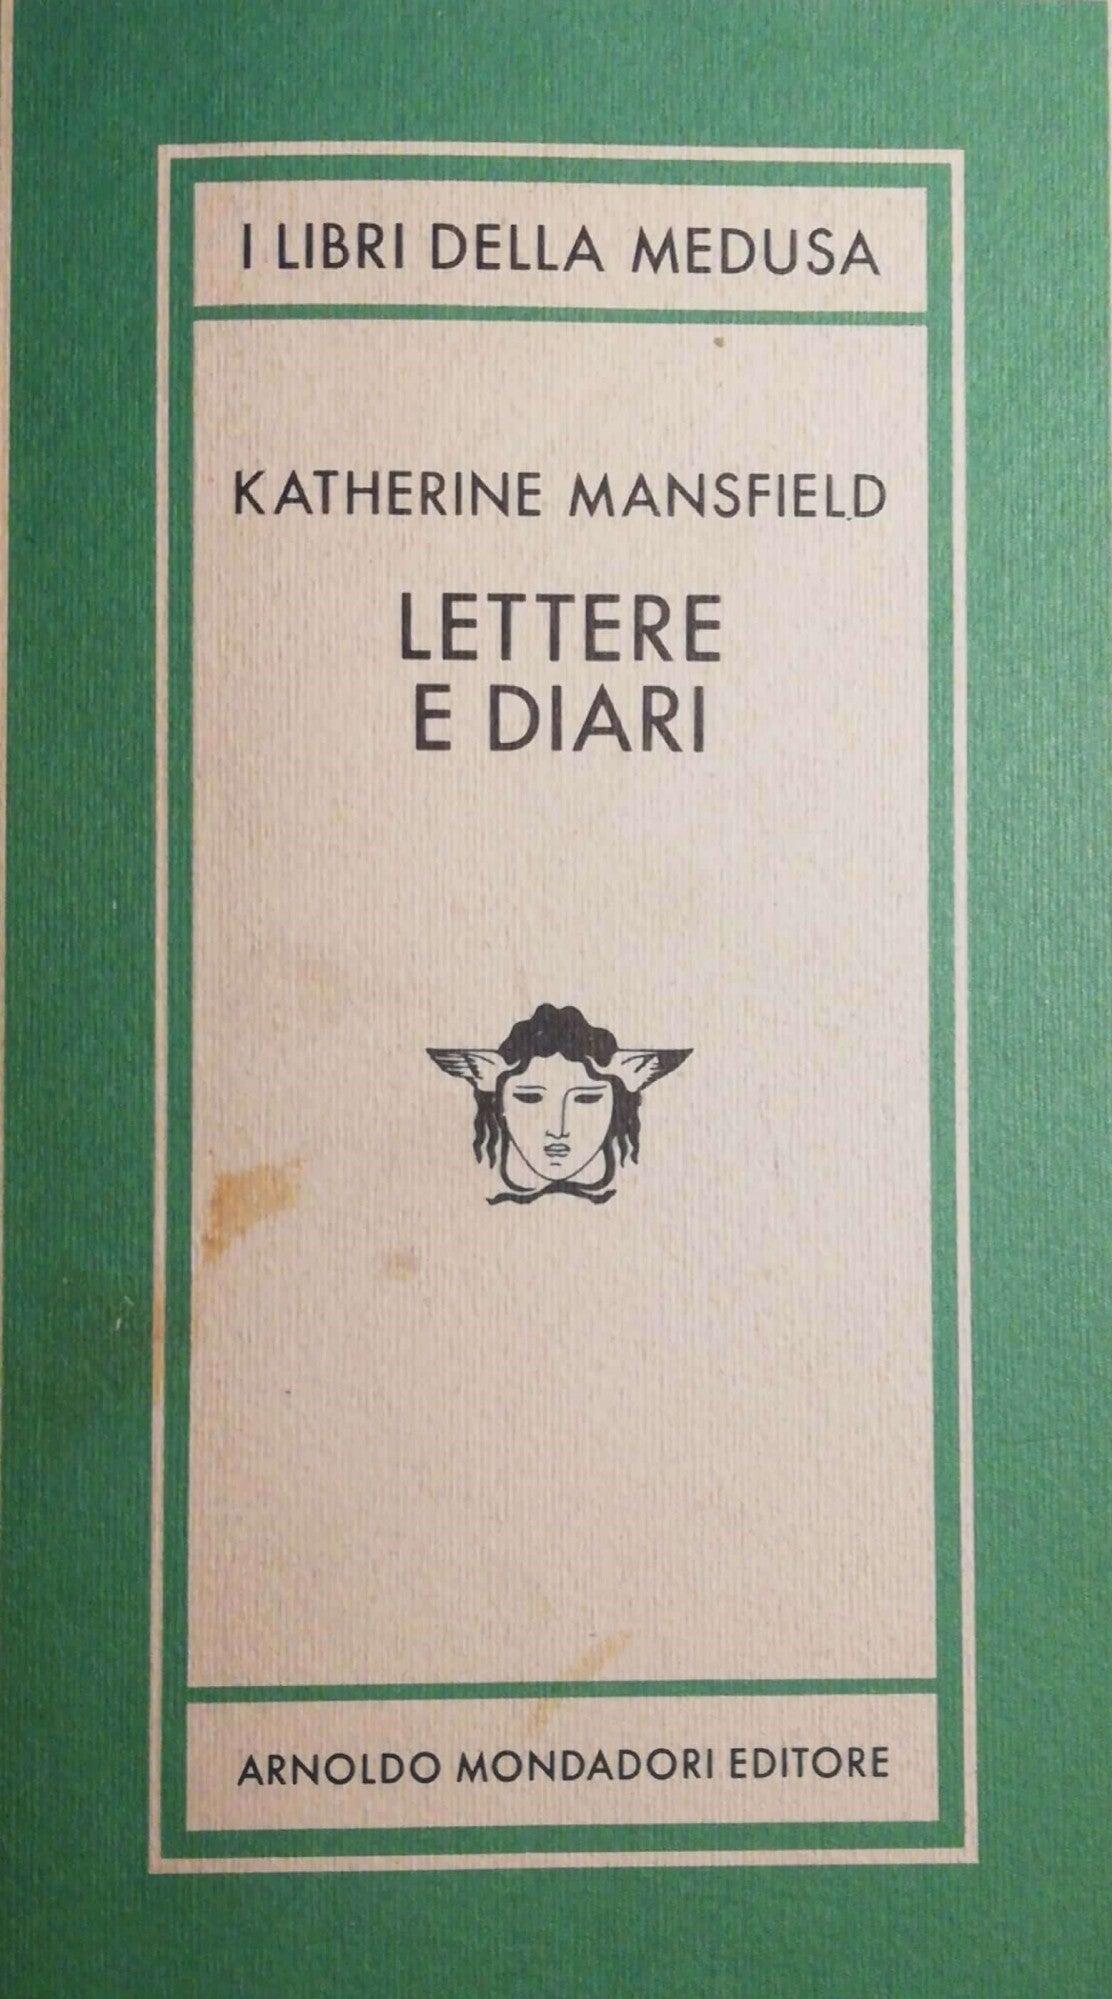 I LIBRI DELLA MEDUSA
KATHERINE MANSFIELD
LETTERE
E DIARI
ARNOLDO MONDADORI EDITORE